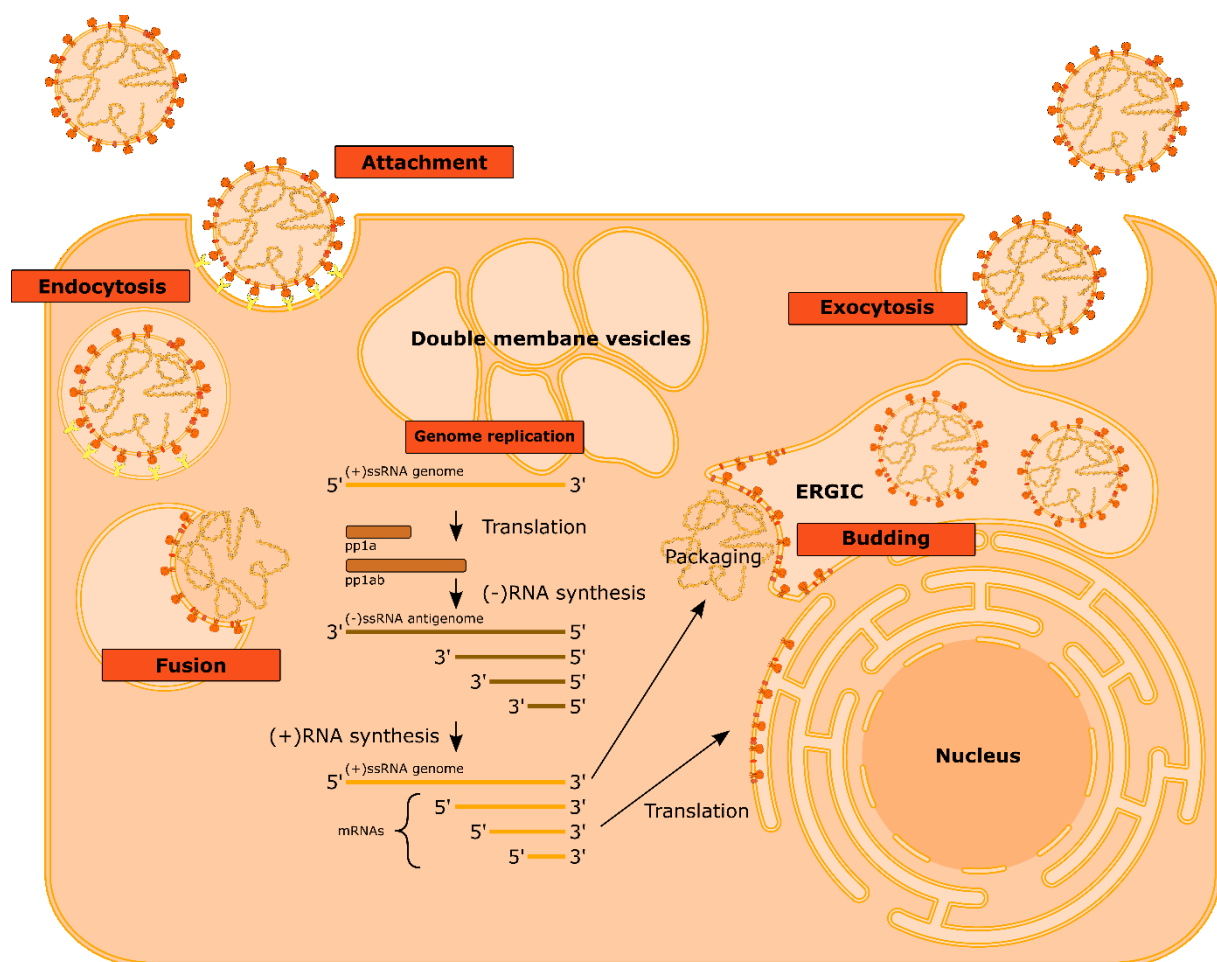 Attachment
Endocytosis
Exocytosis
Double membane vesicles
Genome replication
(+)ssRNA genome
5' 3'
Translation
pp1a
pp1ab
(-)RNA synthesis
(-)ssRNA antigenome
3' 5'
3' 5'
3' 5'
3' 5'
(+)RNA synthesis
(+)ssRNA genome
5' 3'
mRNAs
5' 3'
5' 3'
5' 3'
Fusion
ERGIC
Budding
Packaging
Translation
Nucleus